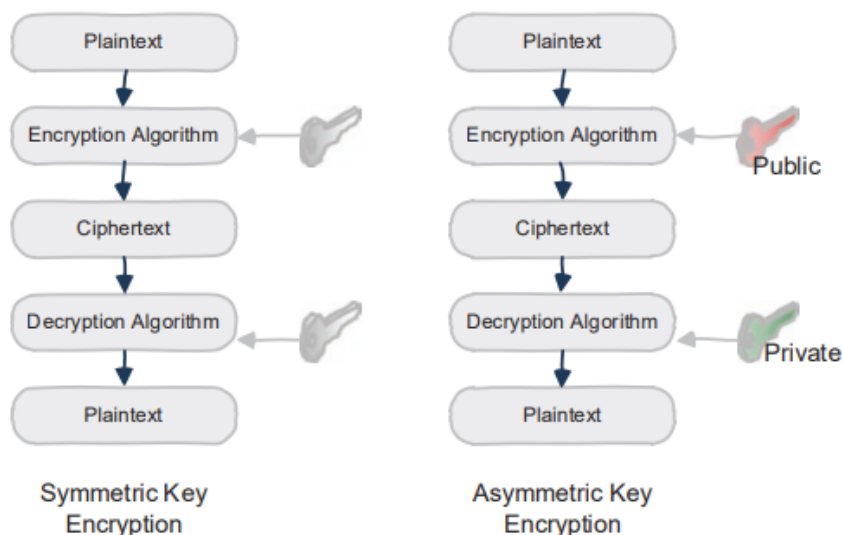 Plaintext
Encryption Algorithm
Ciphertext
Decryption Algorithm
Plaintext
Symmetric Key
Encryption
Plaintext
Encryption Algorithm
Public
Ciphertext
Decryption Algorithm
Private
Plaintext
Asymmetric Key
Encryption